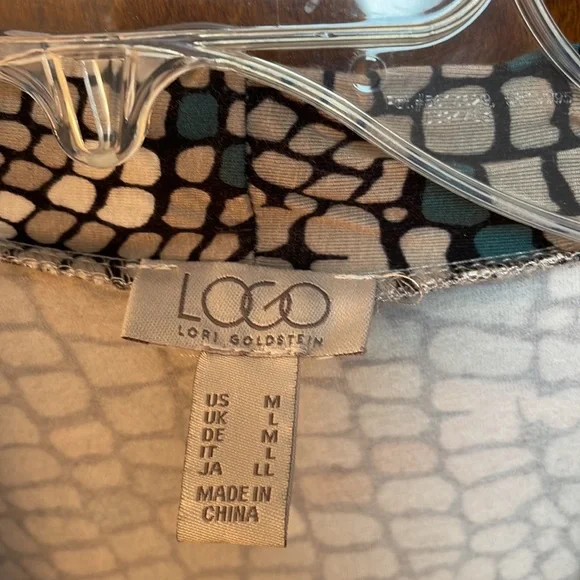 LOGO
LORI GOLDSTEIN
US M
UK L
DE M
IT L
JA LL
MADE IN
CHINA